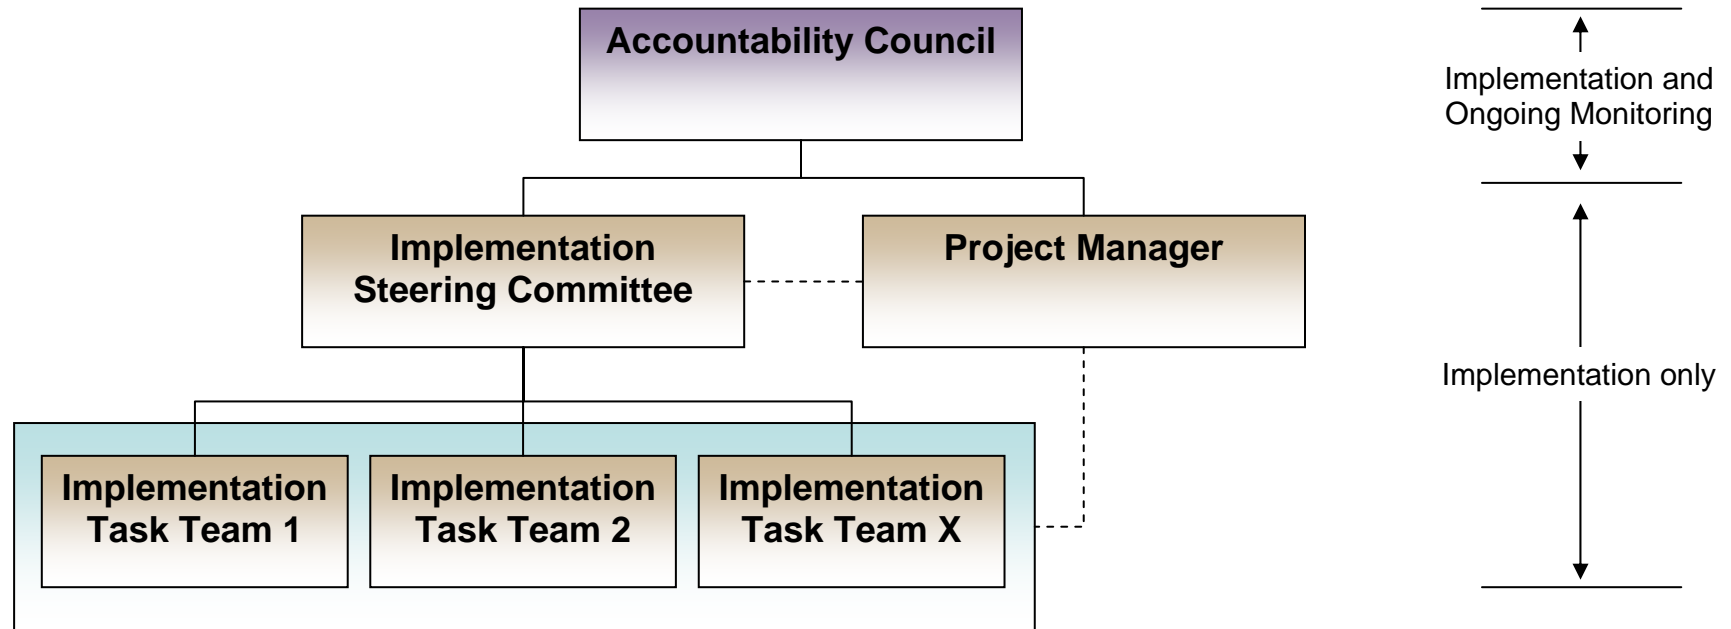 Accountability Council
Implementation and
Ongoing Monitoring
Implementation
Steering Committee
Project Manager
Implementation only
Implementation
Task Team 1
Implementation
Task Team 2
Implementation
Task Team X